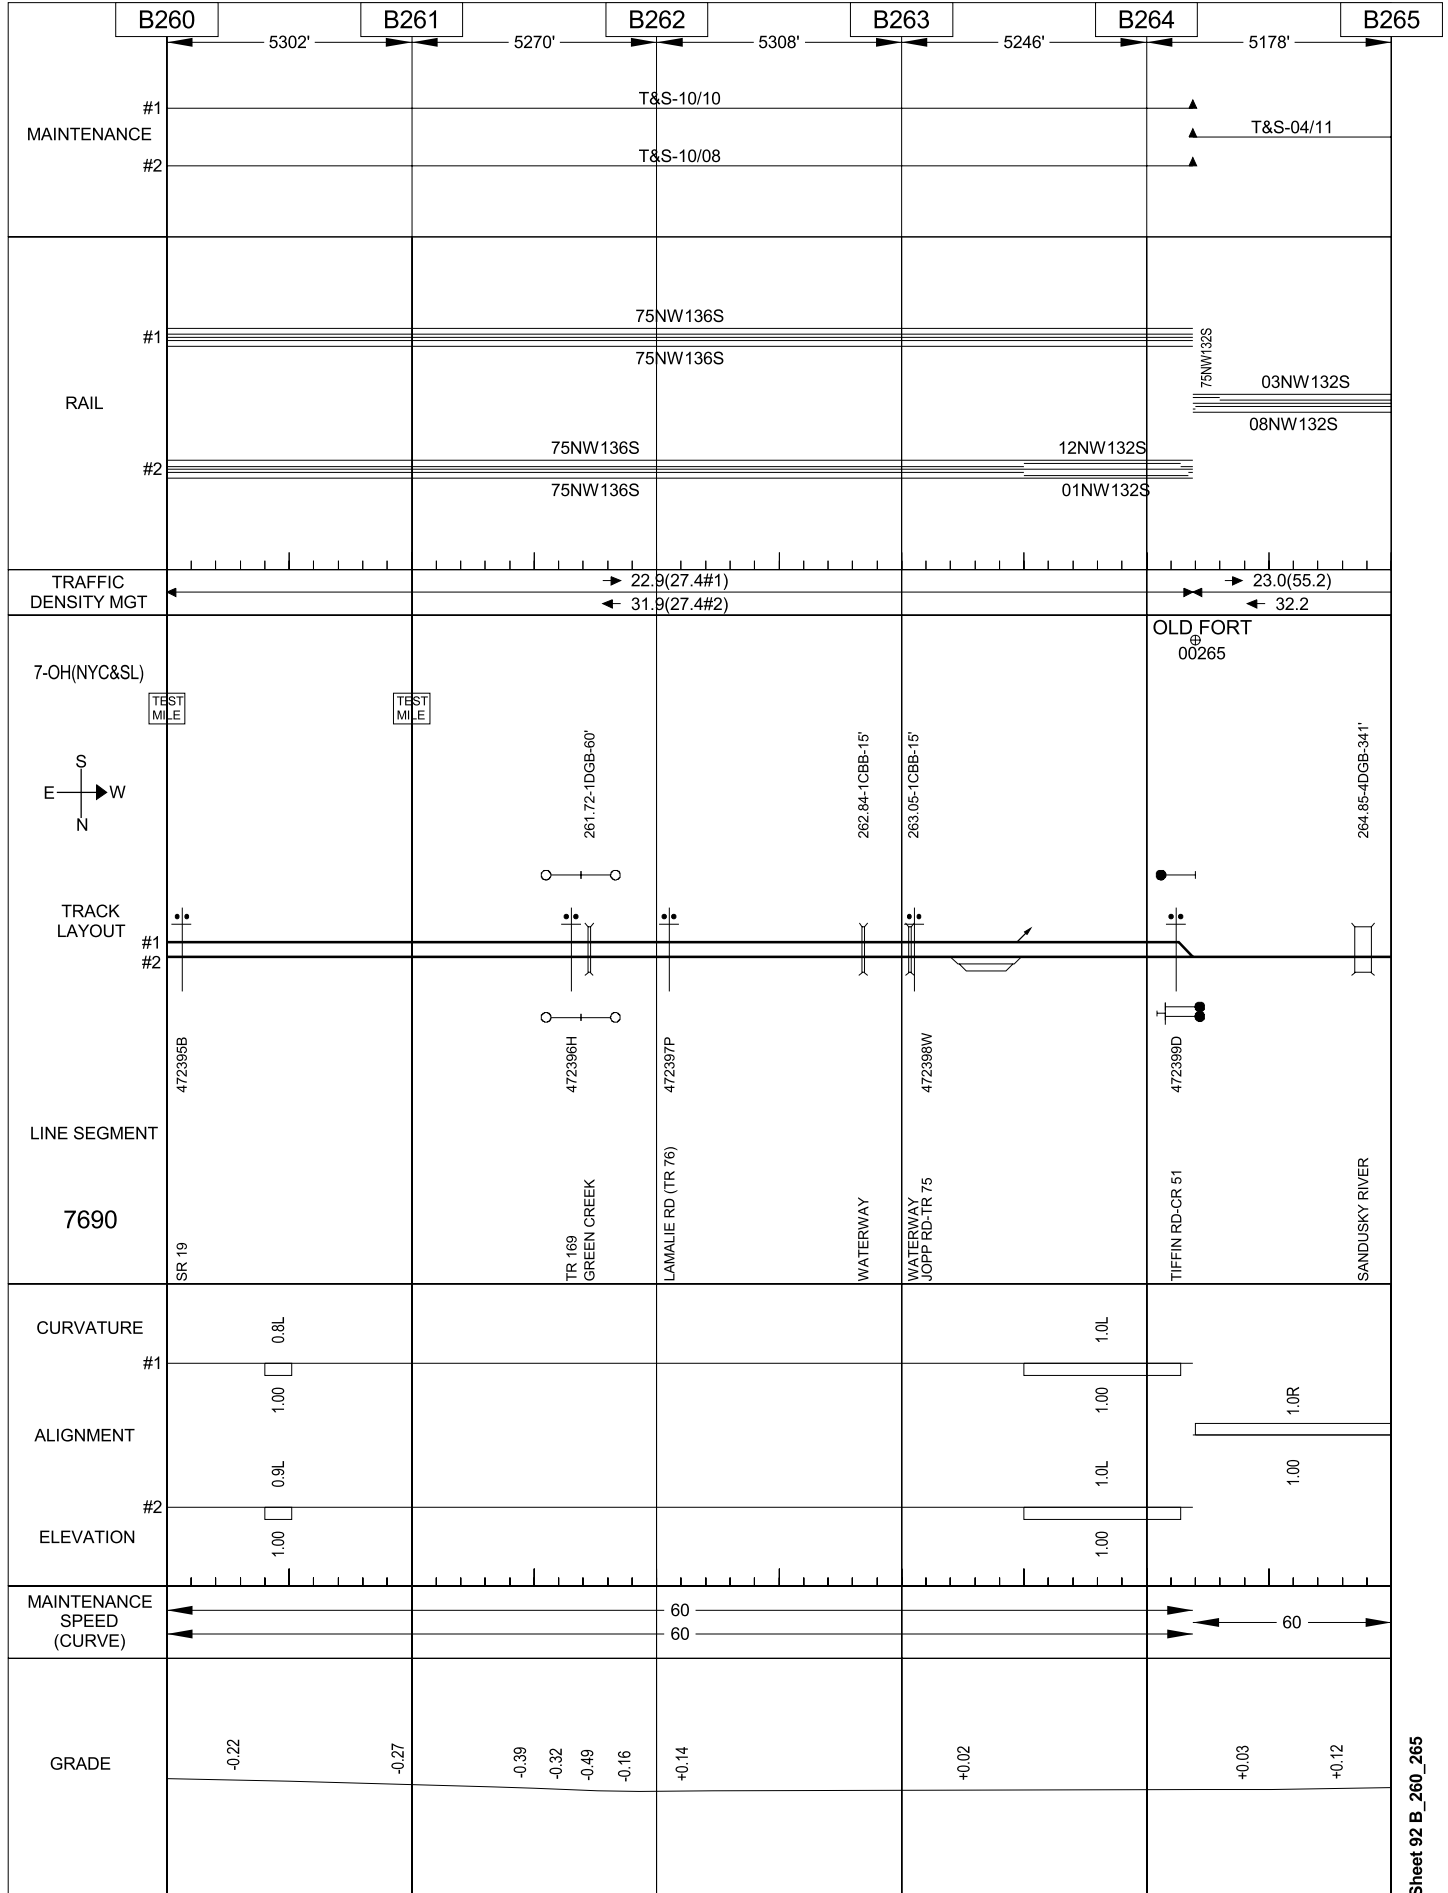 B260 B261 B262 B263 B264 B265
5302' 5270' 5308' 5246' 5178'
MAINTENANCE
#1
T&S-10/10
T&S-04/11
#2
T&S-10/08
RAIL
#1
75NW136S
75NW136S
75NW132S
03NW132S
08NW132S
#2
75NW136S
12NW132S
75NW136S
01NW132S
TRAFFIC
DENSITY MGT
22.9(27.4#1)
31.9(27.4#2)
23.0(55.2)
32.2
OLD FORT
00265
7-OH(NYC&SL)
TEST
MILE
TEST
MILE
S
E W
N
261.72-1DGB-60'
262.84-1CBB-15'
263.05-1CBB-15'
264.85-4DGB-341'
TRACK
LAYOUT
#1
#2
472395B
472396H
472397P
472398W
472399D
LINE SEGMENT
7690
SR 19
TR 169
GREEN CREEK
LAMALIE RD (TR 76)
WATERWAY
WATERWAY
JOPP RD-TR 75
TIFFIN RD-CR 51
SANDUSKY RIVER
CURVATURE
#1
0.8L
1.00
1.0L
1.00
1.0R
1.00
ALIGNMENT
#2
0.9L
1.00
1.0L
1.00
ELEVATION
MAINTENANCE
SPEED
(CURVE)
60
60
60
GRADE
-0.22
-0.27
-0.39
-0.32
-0.49
-0.16
+0.14
+0.02
+0.03
+0.12
Sheet 92 B_260_265